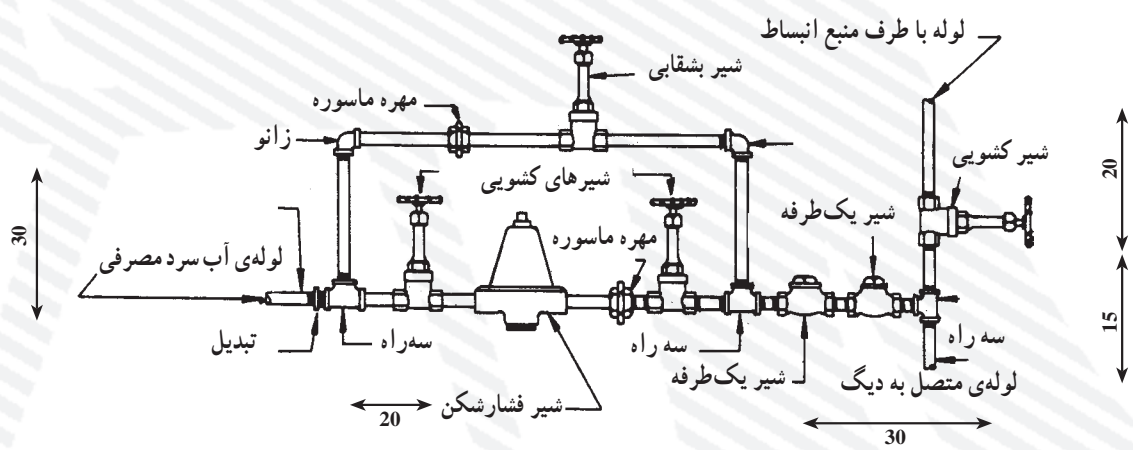 لوله با طرف منبع انبساط
شیر بشقابی
مهره ماسوره
زانو
شیر کشویی
20
شیرهای کشویی
شیر یک‌طرفه
30
مهره ماسوره
لوله‌ی آب سرد مصرفی
تبدیل
سه‌راه
سه راه
سه راه
15
شیر یک‌طرفه
لوله‌ی متصل به دیگ
شیر فشارشکن
20
30